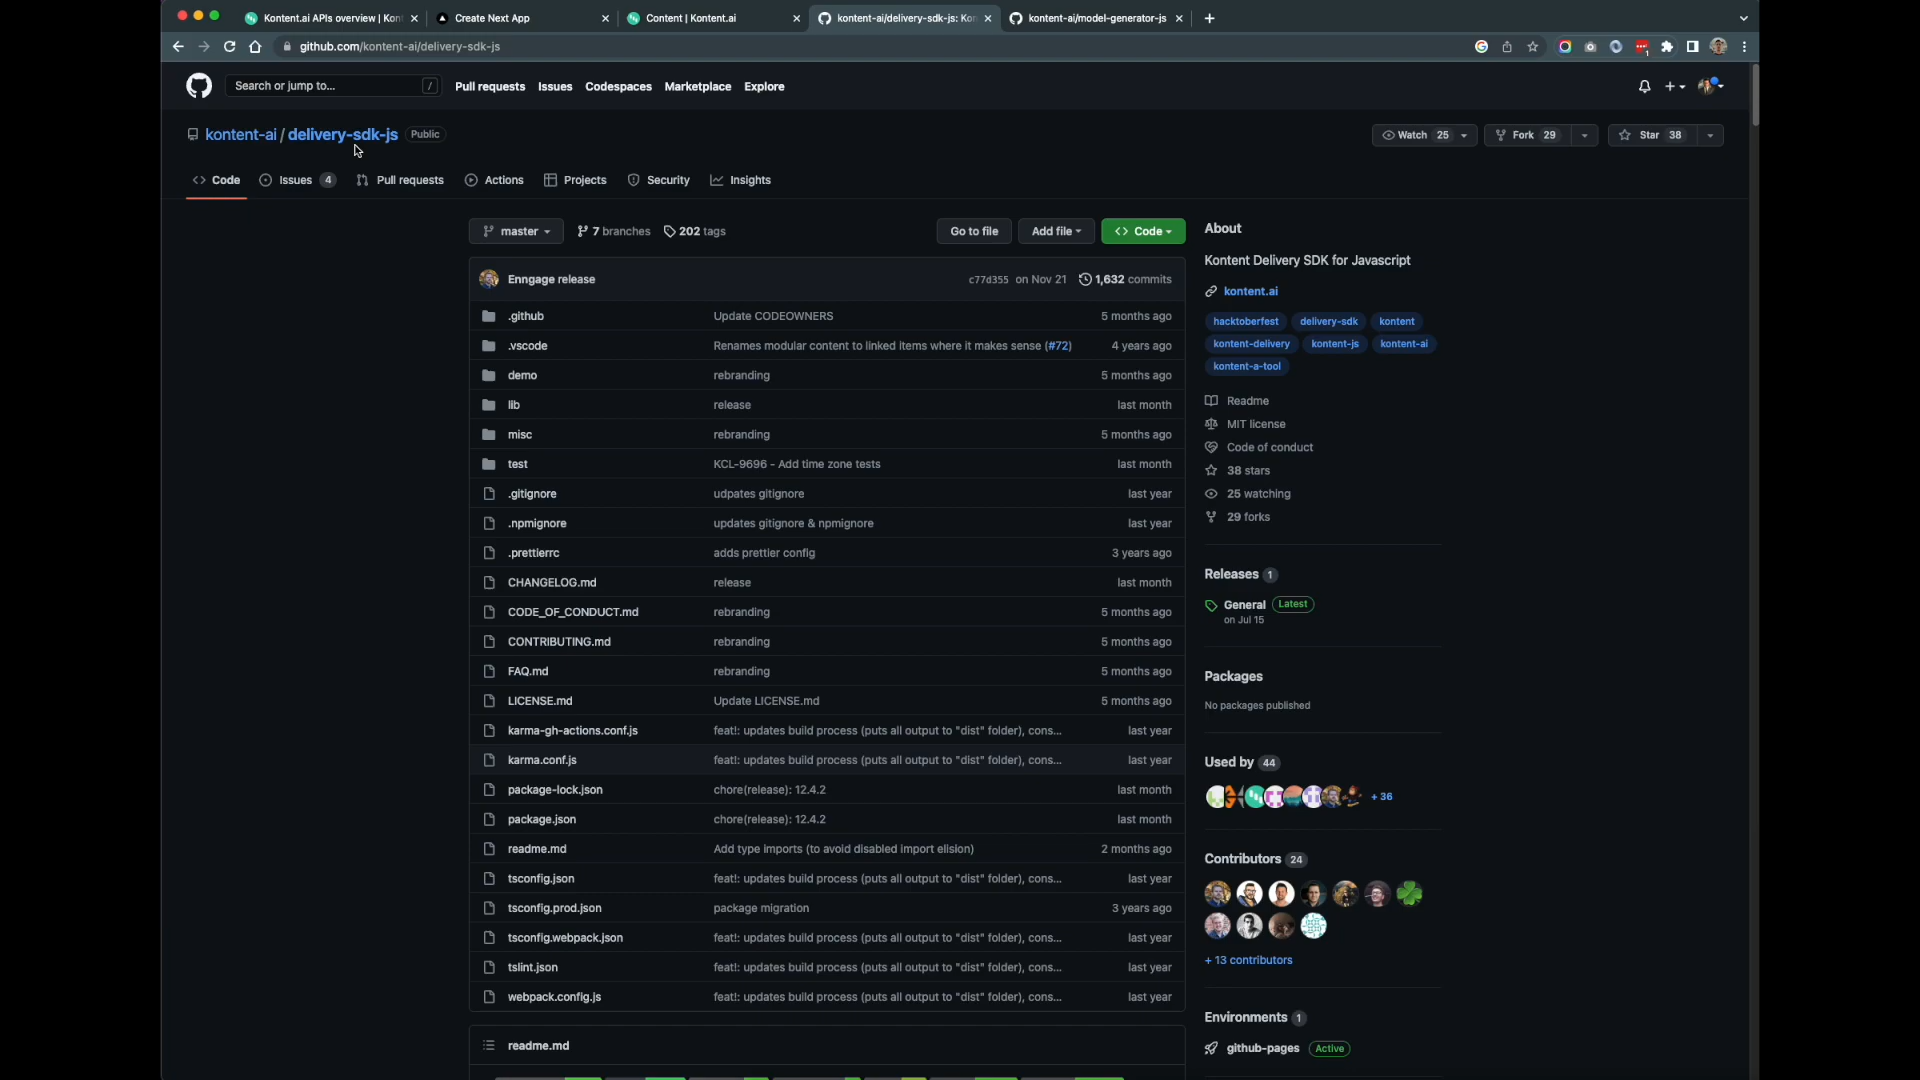 Kontent.ai APIs overview | Kon
Create Next App
Content | Kontent.ai
kontent-ai/delivery-sdk-js: Kon
kontent-ai/model-generator-js
github.com/kontent-ai/delivery-sdk-js
Search or jump to... /
Pull requests
Issues
Codespaces
Marketplace
Explore
kontent-ai / delivery-sdk-js Public
Watch 25
Fork 29
Star 38
Code
Issues 4
Pull requests
Actions
Projects
Security
Insights
master
7 branches
202 tags
Go to file
Add file
Code
Enngage release c77d355 on Nov 21 1,632 commits
.github Update CODEOWNERS 5 months ago
.vscode Renames modular content to linked items where it makes sense (#72) 4 years ago
demo rebranding 5 months ago
lib release last month
misc rebranding 5 months ago
test KCL-9696 - Add time zone tests last month
.gitignore udpates gitignore last year
.npmignore updates gitignore & npmignore last year
.prettierrc adds prettier config 3 years ago
CHANGELOG.md release last month
CODE_OF_CONDUCT.md rebranding 5 months ago
CONTRIBUTING.md rebranding 5 months ago
FAQ.md rebranding 5 months ago
LICENSE.md Update LICENSE.md 5 months ago
karma-gh-actions.conf.js feat!: updates build process (puts all output to "dist" folder), cons... last year
karma.conf.js feat!: updates build process (puts all output to "dist" folder), cons... last year
package-lock.json chore(release): 12.4.2 last month
package.json chore(release): 12.4.2 last month
readme.md Add type imports (to avoid disabled import elision) 2 months ago
tsconfig.json feat!: updates build process (puts all output to "dist" folder), cons... last year
tsconfig.prod.json package migration 3 years ago
tsconfig.webpack.json feat!: updates build process (puts all output to "dist" folder), cons... last year
tslint.json feat!: updates build process (puts all output to "dist" folder), cons... last year
webpack.config.js feat!: updates build process (puts all output to "dist" folder), cons... last year
readme.md
About
Kontent Delivery SDK for Javascript
kontent.ai
hacktoberfest delivery-sdk kontent
kontent-delivery kontent-js kontent-ai
kontent-a-tool
Readme
MIT license
Code of conduct
38 stars
25 watching
29 forks
Releases 1
General Latest
on Jul 15
Packages
No packages published
Used by 44
+ 36
Contributors 24
+ 13 contributors
Environments 1
github-pages Active